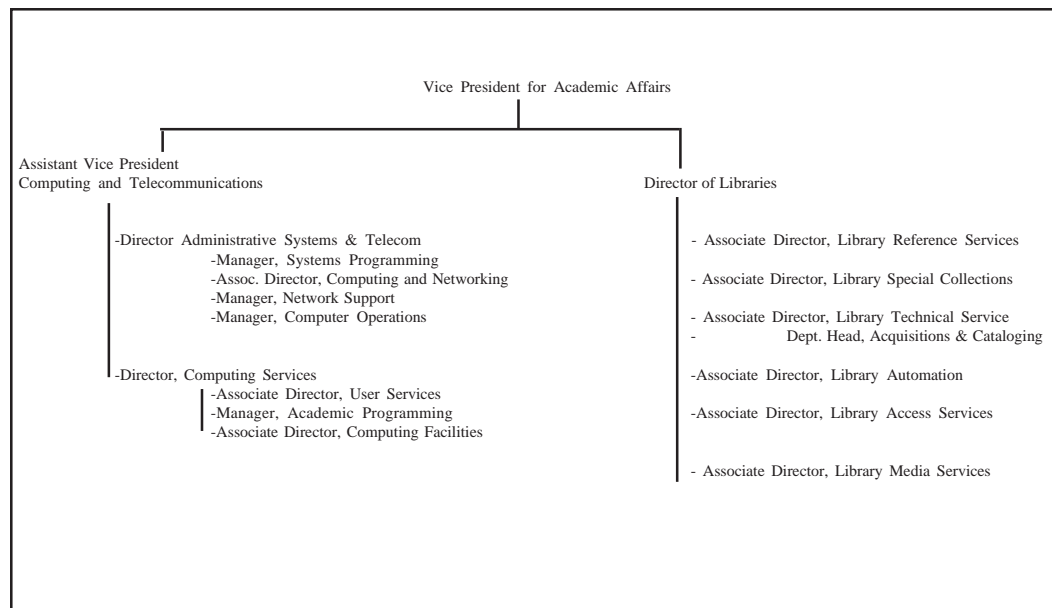 Vice President for Academic Affairs
Assistant Vice President
Computing and Telecommunications
-Director Administrative Systems & Telecom
-Manager, Systems Programming
-Assoc. Director, Computing and Networking
-Manager, Network Support
-Manager, Computer Operations
-Director, Computing Services
-Associate Director, User Services
-Manager, Academic Programming
-Associate Director, Computing Facilities
Director of Libraries
- Associate Director, Library Reference Services
- Associate Director, Library Special Collections
- Associate Director, Library Technical Service
- Dept. Head, Acquisitions & Cataloging
-Associate Director, Library Automation
-Associate Director, Library Access Services
- Associate Director, Library Media Services